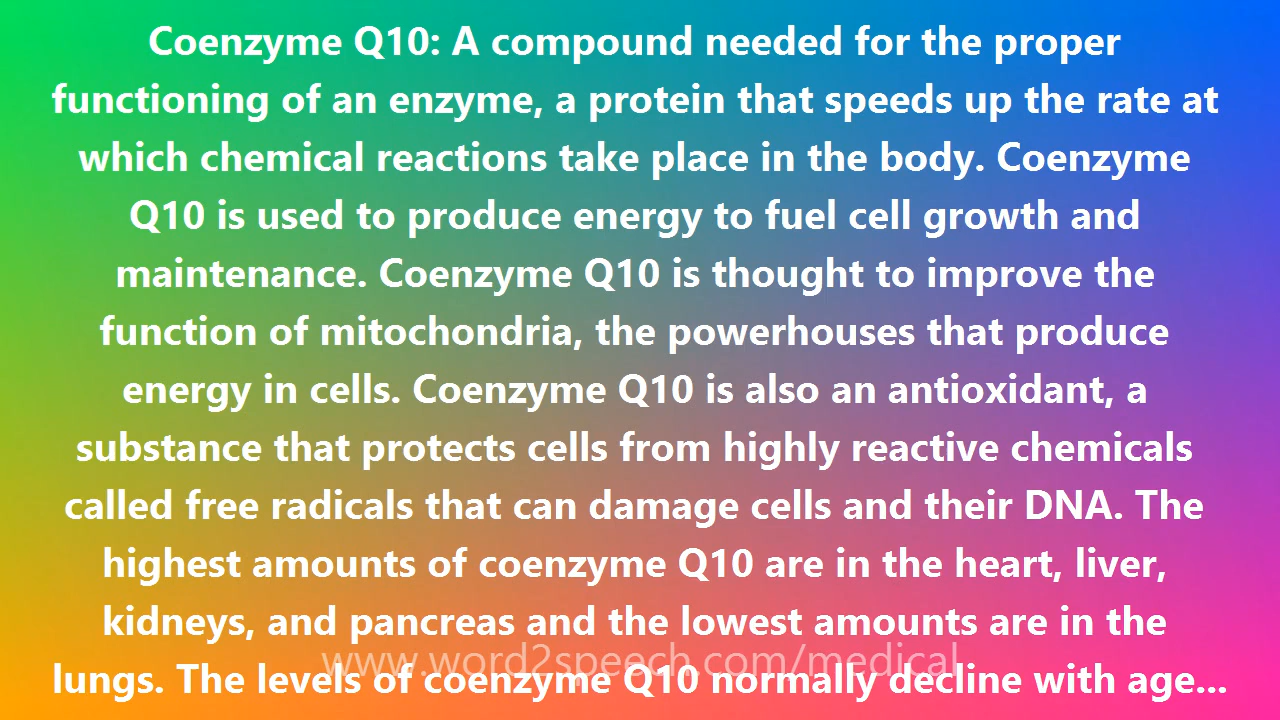 Coenzyme Q10: A compound needed for the proper
functioning of an enzyme, a protein that speeds up the rate at
which chemical reactions take place in the body. Coenzyme
Q10 is used to produce energy to fuel cell growth and
maintenance. Coenzyme Q10 is thought to improve the
function of mitochondria, the powerhouses that produce
energy in cells. Coenzyme Q10 is also an antioxidant, a
substance that protects cells from highly reactive chemicals
called free radicals that can damage cells and their DNA. The
highest amounts of coenzyme Q10 are in the heart, liver,
kidneys, and pancreas and the lowest amounts are in the
www.word2speech.com/medical
lungs. The levels of coenzyme Q10 normally decline with age...